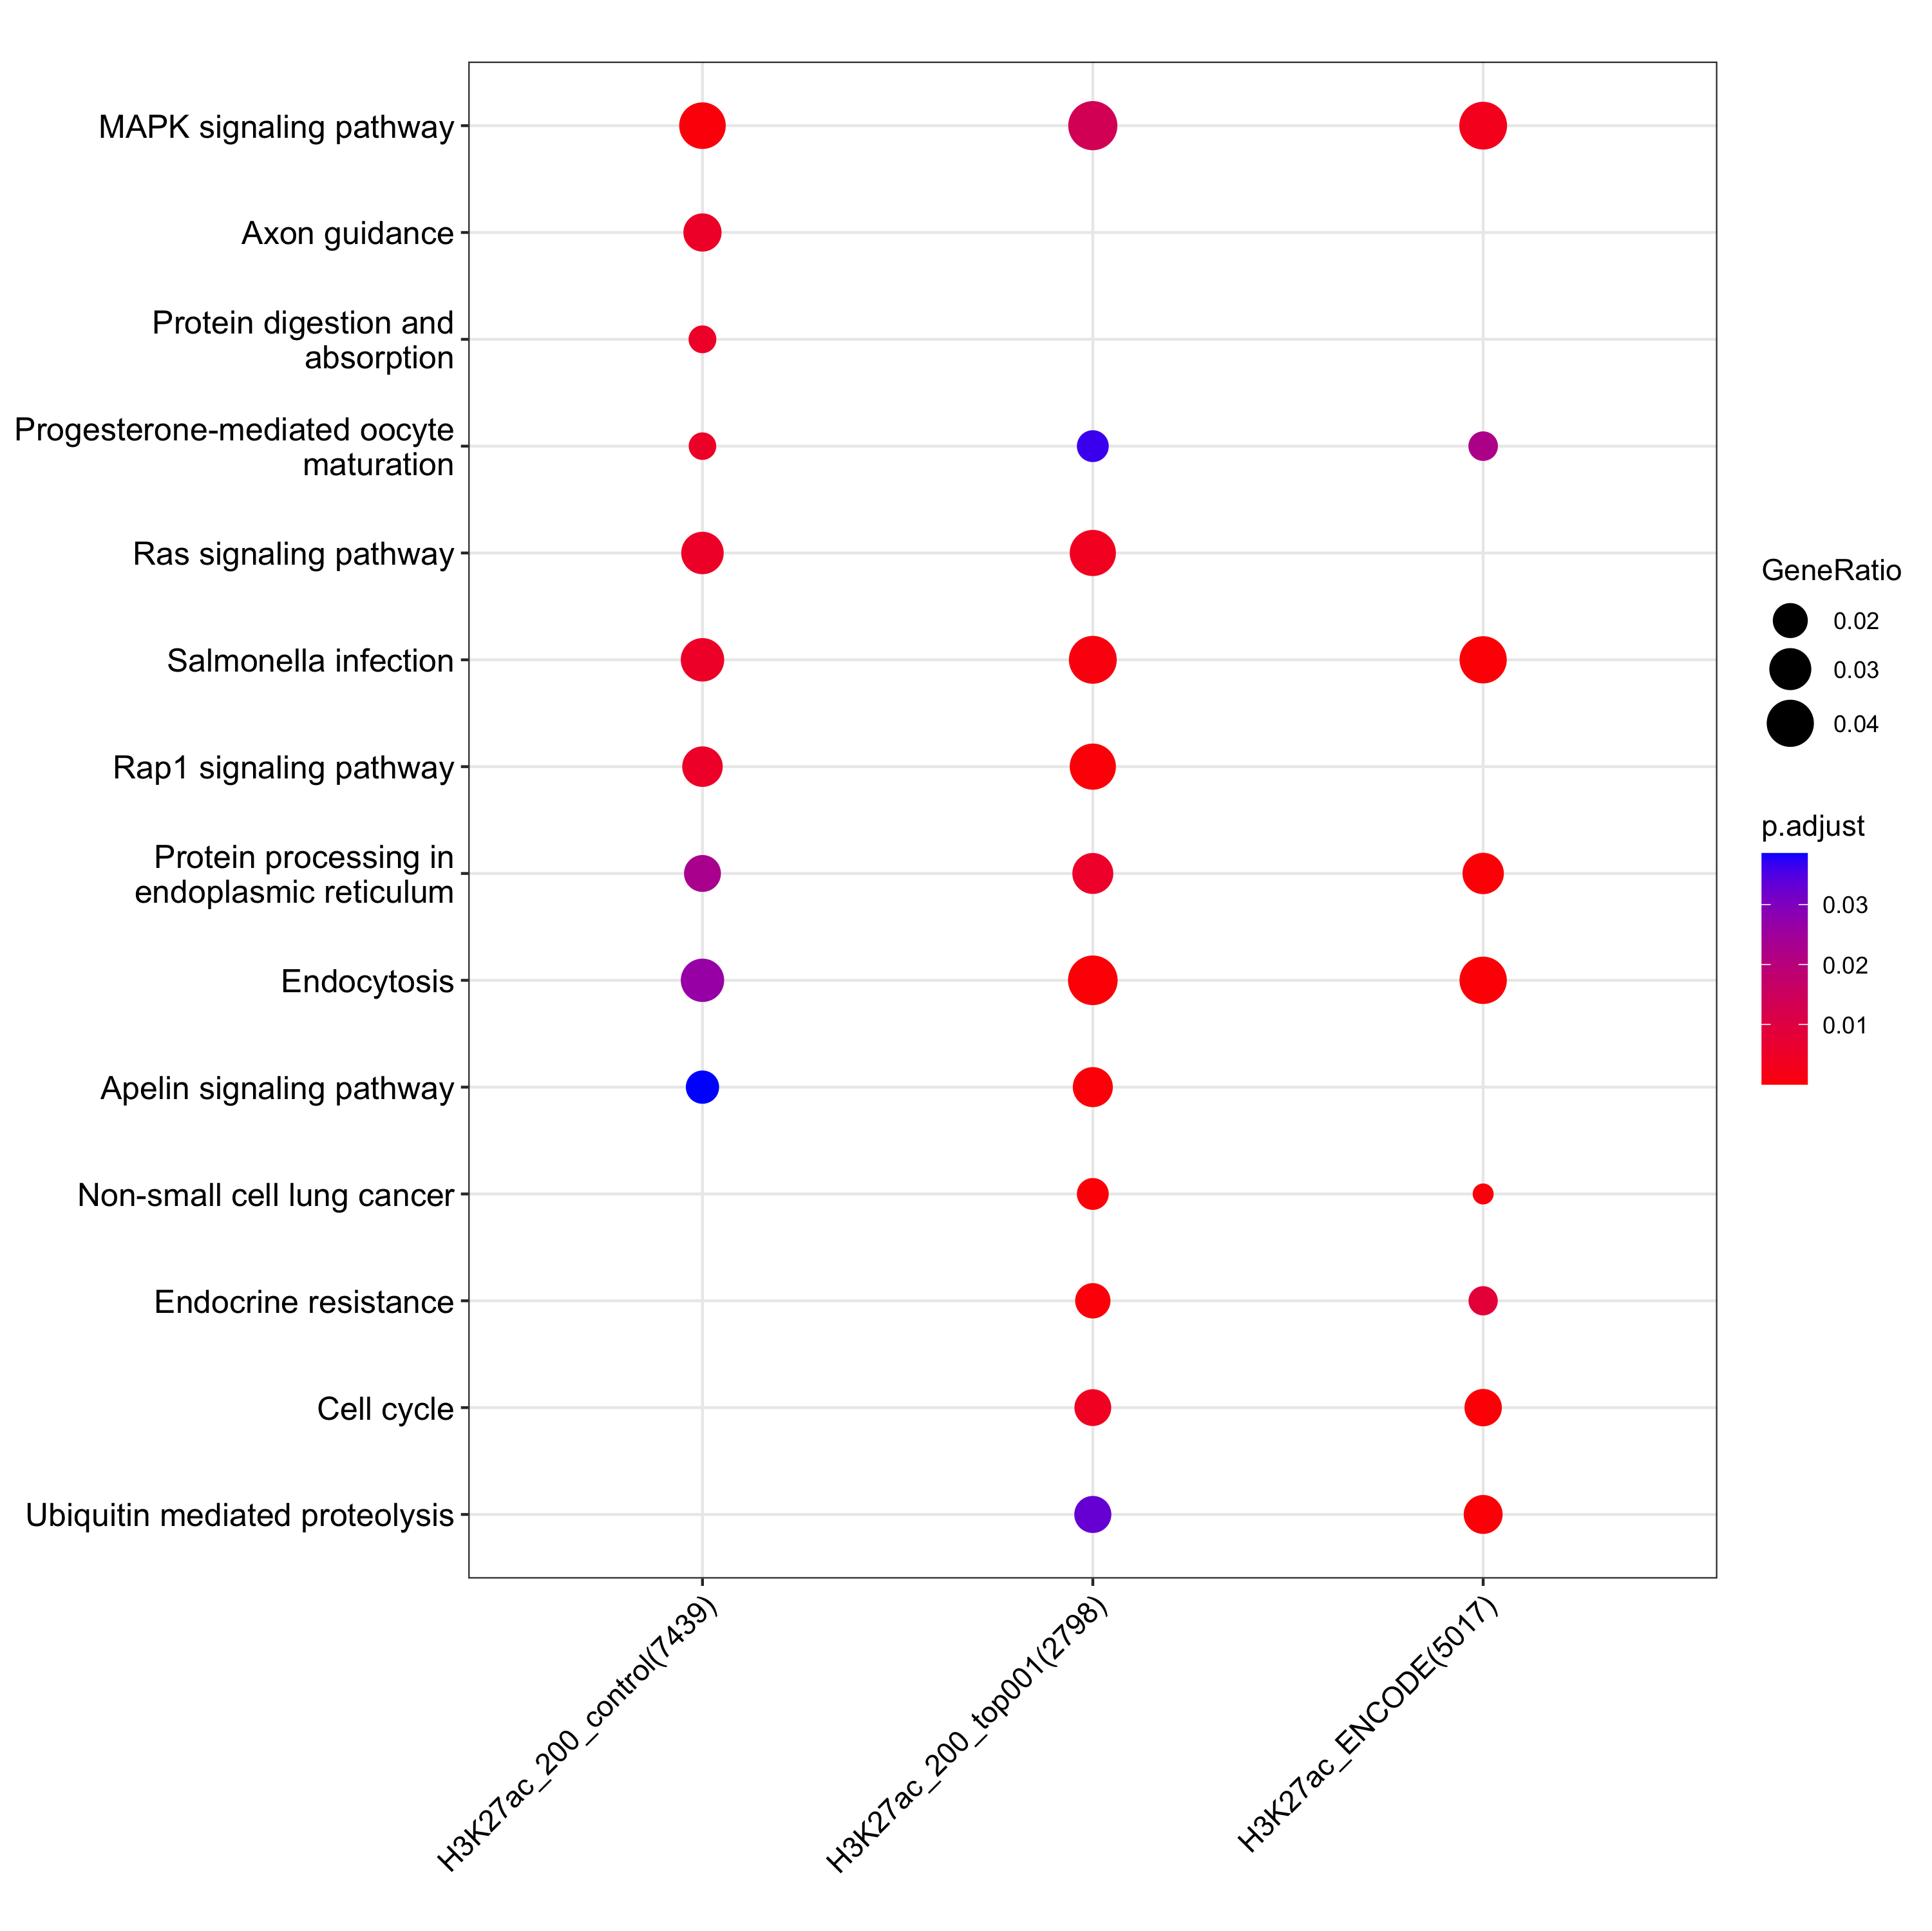 MAPK signaling pathway
Axon guidance
Protein digestion and
absorption
Progesterone-mediated oocyte
maturation
Ras signaling pathway
Salmonella infection
Rap1 signaling pathway
Protein processing in
endoplasmic reticulum
Endocytosis
Apelin signaling pathway
Non-small cell lung cancer
Endocrine resistance
Cell cycle
Ubiquitin mediated proteolysis
H3K27ac_200_control(7439)
H3K27ac_200_top001(2798)
H3K27ac_ENCODE(5017)
GeneRatio
0.02
0.03
0.04
p.adjust
0.03
0.02
0.01